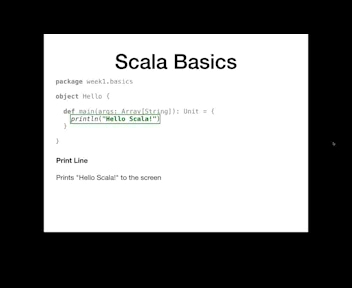 Scala Basics
package week1.basics
object Hello {
def main(args: Array[String]): Unit = {
println("Hello Scala!")
}
}
Print Line
Prints "Hello Scala!" to the screen